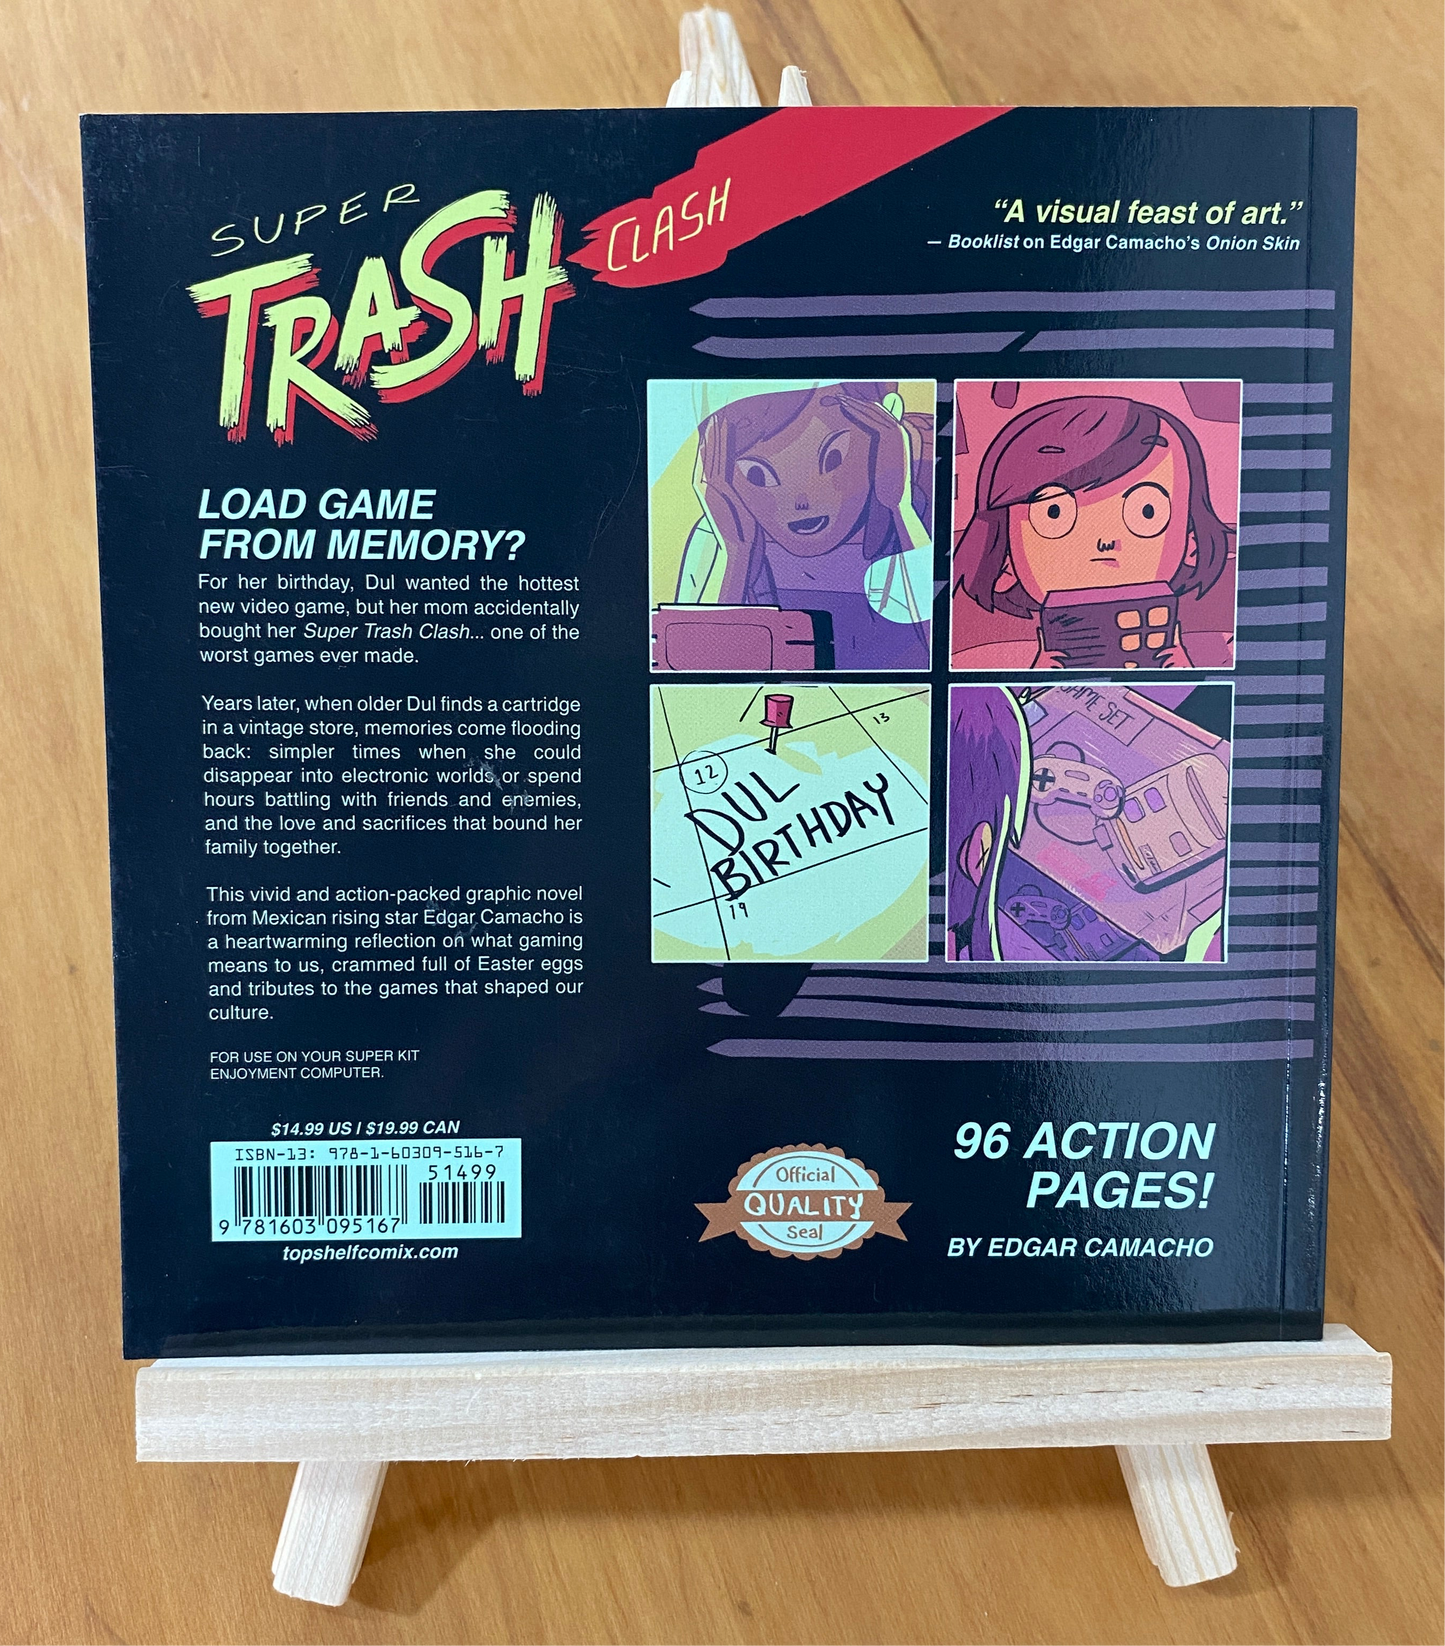 SUPER
TRASH
CLASH
“A visual feast of art.”
— Booklist on Edgar Camacho’s Onion Skin
LOAD GAME
FROM MEMORY?
For her birthday, Dul wanted the hottest
new video game, but her mom accidentally
bought her Super Trash Clash... one of the
worst games ever made.
Years later, when older Dul finds a cartridge
in a vintage store, memories come flooding
back: simpler times when she could
disappear into electronic worlds or spend
hours battling with friends and enemies,
and the love and sacrifices that bound her
family together.
This vivid and action-packed graphic novel
from Mexican rising star Edgar Camacho is
a heartwarming reflection on what gaming
means to us, crammed full of Easter eggs
and tributes to the games that shaped our
culture.
FOR USE ON YOUR SUPER KIT
ENJOYMENT COMPUTER.
$14.99 US | $19.99 CAN
ISBN-13: 978-1-60309-516-7
51499
9 781603 095167
topshelfcomix.com
12
13
DUL
BIRTHDAY
19
GAME SET
Official
QUALITY
Seal
96 ACTION
PAGES!
BY EDGAR CAMACHO